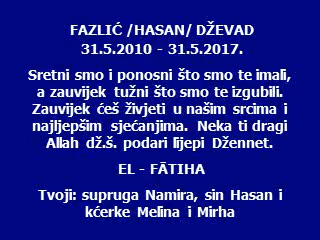 FAZLIĆ /HASAN/ DŽEVAD
31.5.2010 - 31.5.2017.
Sretni smo i ponosni što smo te imali,
a zauvijek tužni što smo te izgubili.
Zauvijek ćeš živjeti u našim srcima i
najljepšim sjećanjima. Neka ti dragi
Allah dž.š. podari lijepi Džennet.
EL - FĀTIHA
Tvoji: supruga Namira, sin Hasan i
kćerke Melina i Mirha